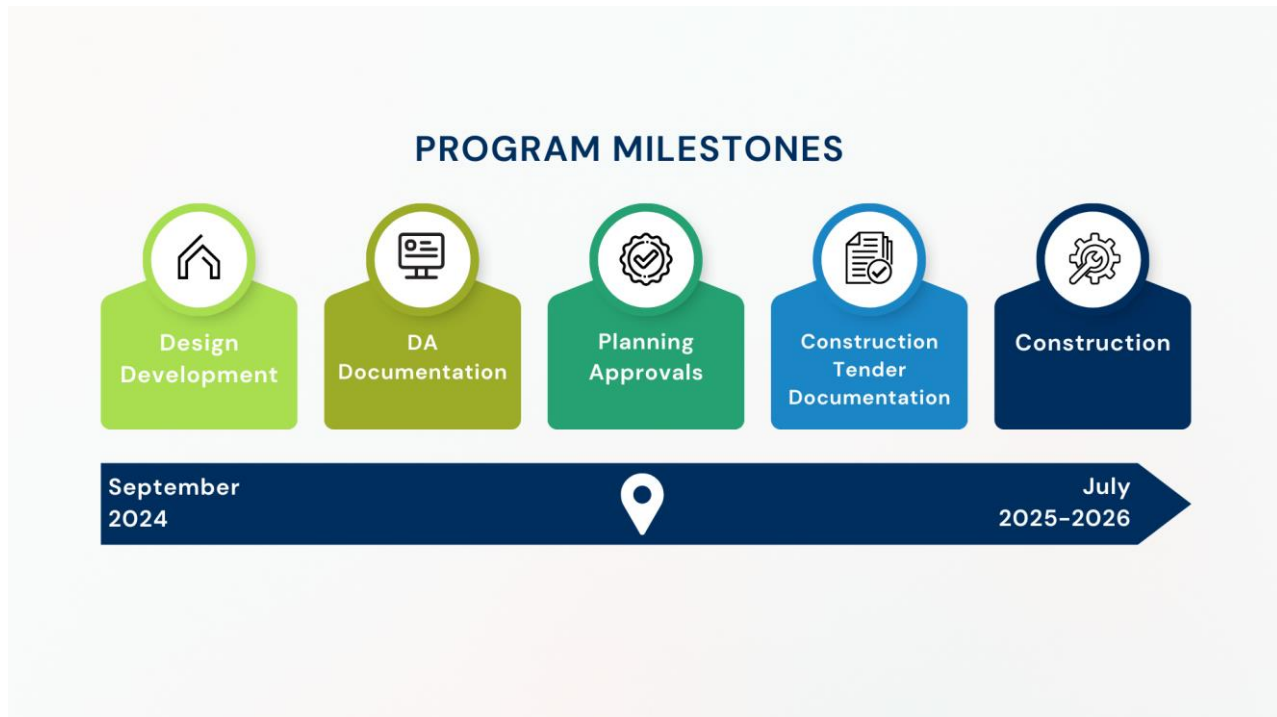 PROGRAM MILESTONES
Design
Development
DA
Documentation
Planning
Approvals
Construction
Tender
Documentation
Construction
September
2024
July
2025-2026